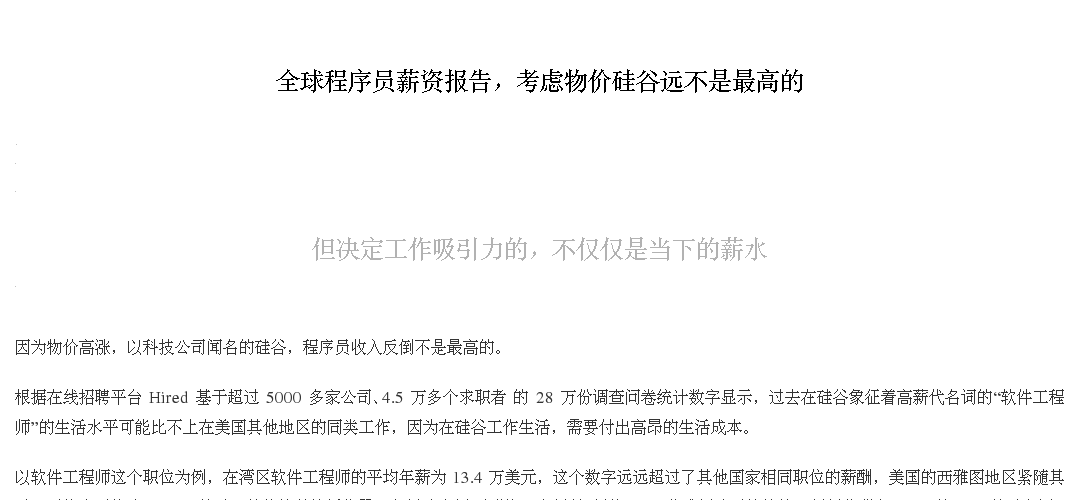 全球程序员薪资报告，考虑物价硅谷远不是最高的
但决定工作吸引力的，不仅仅是当下的薪水
因为物价高涨，以科技公司闻名的硅谷，程序员收入反倒不是最高的。
根据在线招聘平台 Hired 基于超过 5000 多家公司、4.5 万多个求职者 的 28 万份调查问卷统计数字显示，过去在硅谷象征着高薪代名词的“软件工程
师”的生活水平可能比不上在美国其他地区的同类工作，因为在硅谷工作生活，需要付出高昂的生活成本。
以软件工程师这个职位为例，在湾区软件工程师的平均年薪为 13.4 万美元，这个数字远远超过了其他国家相同职位的薪酬，美国的西雅图地区紧随其